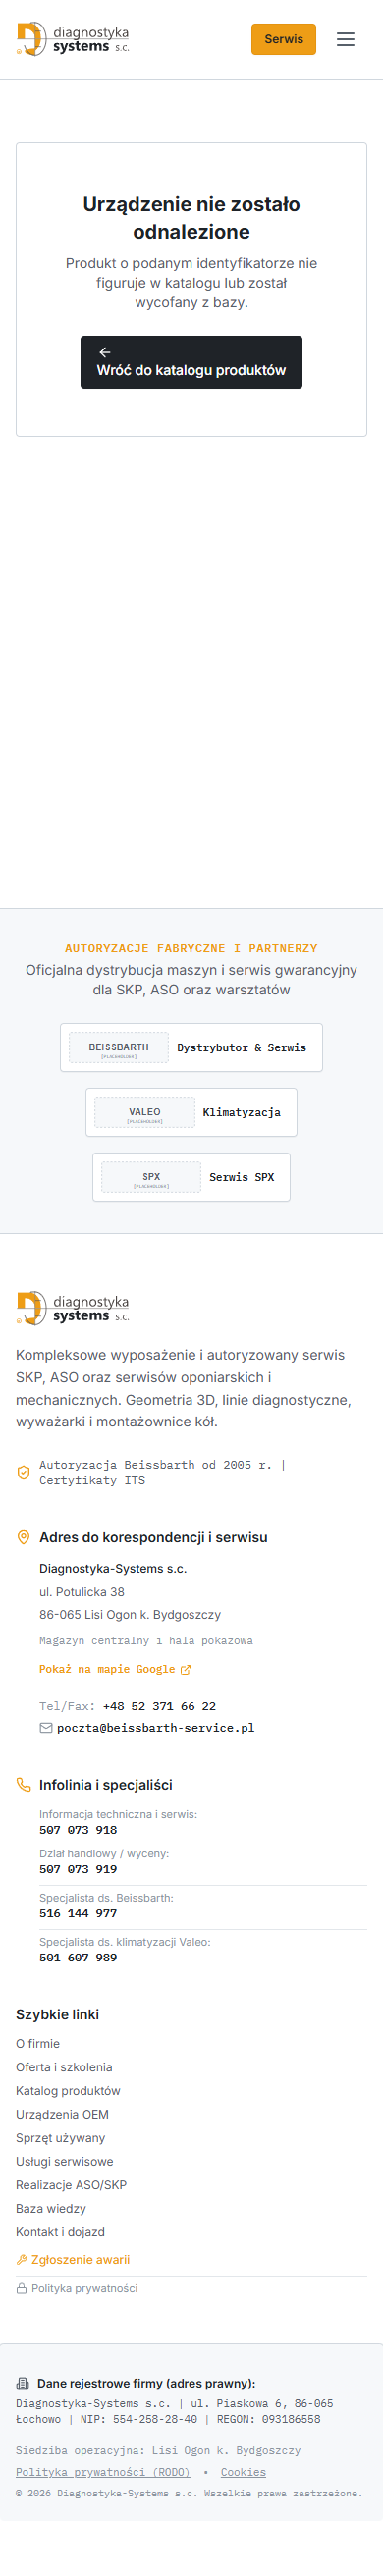 diagnostyka
systems s.c.
Serwis
Urządzenie nie zostało
odnalezione
Produkt o podanym identyfikatorze nie
figuruje w katalogu lub został
wycofany z bazy.
Wróć do katalogu produktów
AUTORYZACJE FABRYCZNE I PARTNERZY
Oficjalna dystrybucja maszyn i serwis gwarancyjny
dla SKP, ASO oraz warsztatów
BEISSBARTH
[PLACEHOLDER]
Dystrybutor & Serwis
VALEO
[PLACEHOLDER]
Klimatyzacja
SPX
[PLACEHOLDER]
Serwis SPX
diagnostyka
systems s.c.
Kompleksowe wyposażenie i autoryzowany serwis
SKP, ASO oraz serwisów oponiarskich i
mechanicznych. Geometria 3D, linie diagnostyczne,
wyważarki i montażownice kół.
Autoryzacja Beissbarth od 2005 r. |
Certyfikaty ITS
Adres do korespondencji i serwisu
Diagnostyka-Systems s.c.
ul. Potulicka 38
86-065 Lisi Ogon k. Bydgoszczy
Magazyn centralny i hala pokazowa
Pokaż na mapie Google
Tel/Fax: +48 52 371 66 22
poczta@beissbarth-service.pl
Infolinia i specjaliści
Informacja techniczna i serwis:
507 073 918
Dział handlowy / wyceny:
507 073 919
Specjalista ds. Beissbarth:
516 144 977
Specjalista ds. klimatyzacji Valeo:
501 607 989
Szybkie linki
O firmie
Oferta i szkolenia
Katalog produktów
Urządzenia OEM
Sprzęt używany
Usługi serwisowe
Realizacje ASO/SKP
Baza wiedzy
Kontakt i dojazd
Zgłoszenie awarii
Polityka prywatności
Dane rejestrowe firmy (adres prawny):
Diagnostyka-Systems s.c. | ul. Piaskowa 6, 86-065
Łochowo | NIP: 554-258-28-40 | REGON: 093186558
Siedziba operacyjna: Lisi Ogon k. Bydgoszczy
Polityka prywatności (RODO) • Cookies
© 2026 Diagnostyka-Systems s.c. Wszelkie prawa zastrzeżone.